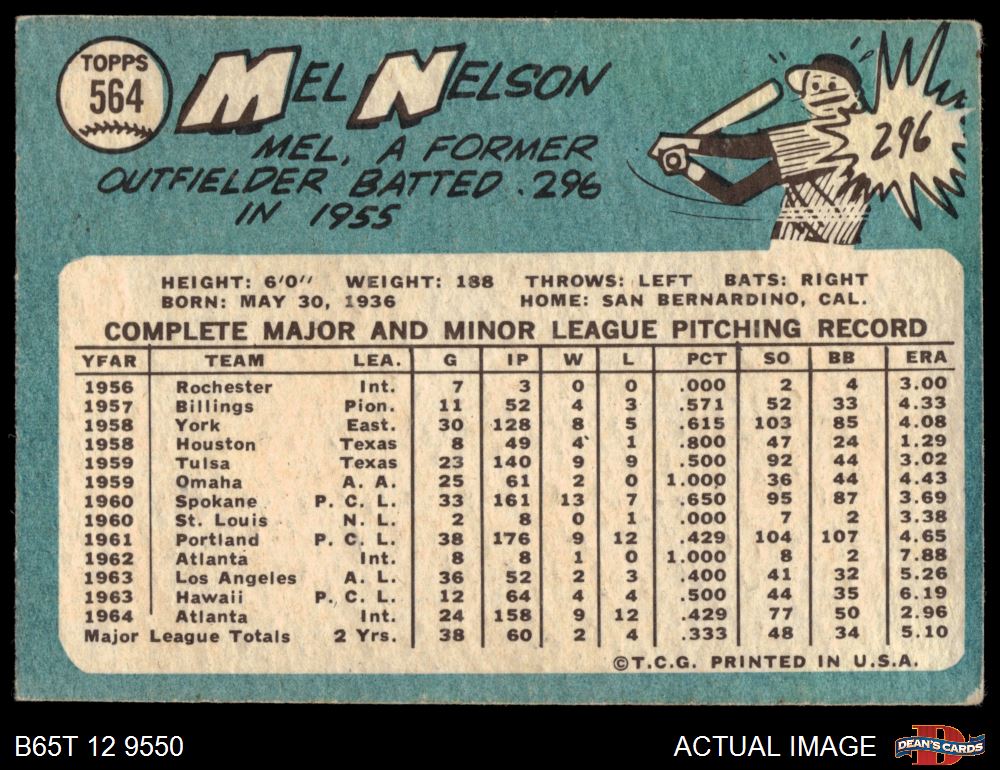 TOPPS
564
MEL NELSON
MEL, A FORMER
OUTFIELDER BATTED .296
IN 1955
296
HEIGHT: 6'0" WEIGHT: 188 THROWS: LEFT BATS: RIGHT
BORN: MAY 30, 1936 HOME: SAN BERNARDINO, CAL.
COMPLETE MAJOR AND MINOR LEAGUE PITCHING RECORD
YEAR TEAM LEA. G IP W L PCT SO BB ERA
1956 Rochester Int. 7 3 0 0 .000 2 4 3.00
1957 Billings Pion. 11 52 4 3 .571 52 33 4.33
1958 York East. 30 128 8 5 .615 103 85 4.08
1958 Houston Texas 8 49 4 1 .800 47 24 1.29
1959 Tulsa Texas 23 140 9 9 .500 92 44 3.02
1959 Omaha A. A. 25 61 2 0 1.000 36 44 4.43
1960 Spokane P. C. L. 33 161 13 7 .650 95 87 3.69
1960 St. Louis N. L. 2 8 0 1 .000 7 2 3.38
1961 Portland P. C. L. 38 176 9 12 .429 104 107 4.65
1962 Atlanta Int. 8 8 1 0 1.000 8 2 7.88
1963 Los Angeles A. L. 36 52 2 3 .400 41 32 5.26
1963 Hawaii P. C. L. 12 64 4 4 .500 44 35 6.19
1964 Atlanta Int. 24 158 9 12 .429 77 50 2.96
Major League Totals 2 Yrs. 38 60 2 4 .333 48 34 5.10
©T.C.G. PRINTED IN U.S.A.
B65T 12 9550
ACTUAL IMAGE
D
DEAN'S CARDS